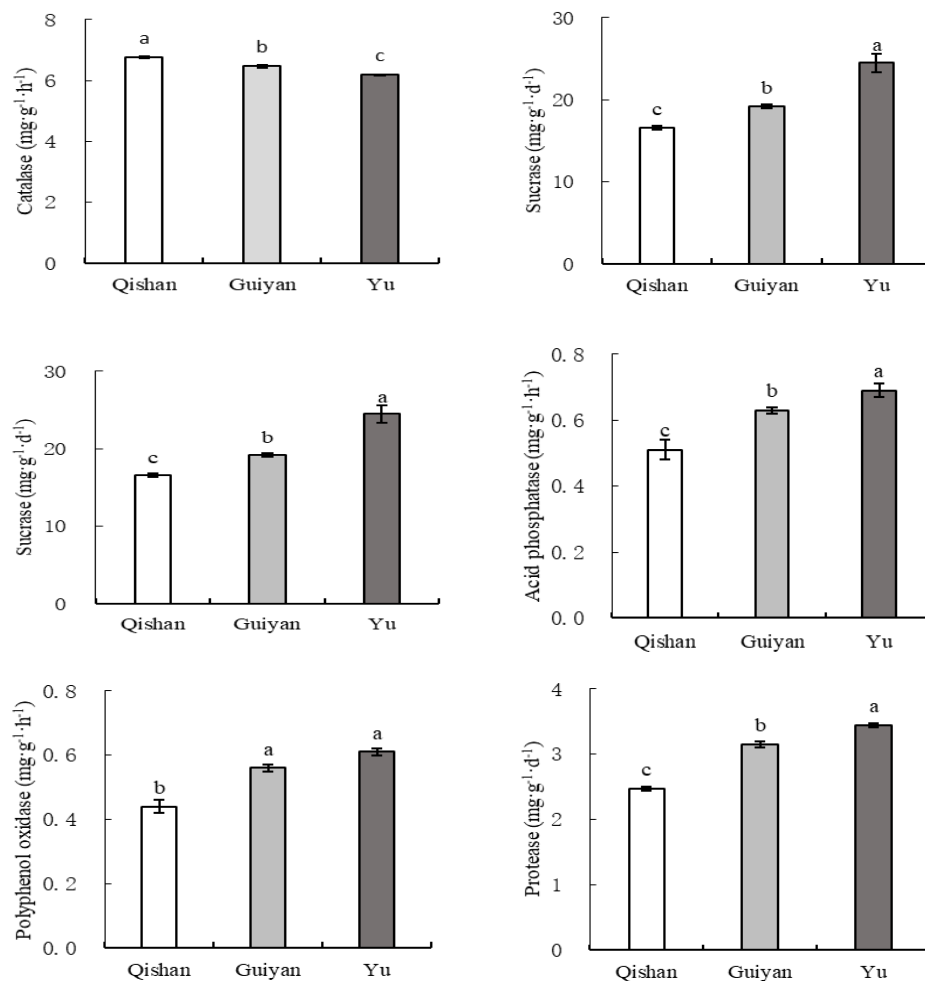 Catalase (mg·g⁻¹·h⁻¹)
8
6
4
2
0
a
b
c
Qishan Guiyan Yu
Sucrase (mg·g⁻¹·d⁻¹)
30
20
10
0
c
b
a
Qishan Guiyan Yu
Sucrase (mg·g⁻¹·d⁻¹)
30
20
10
0
c
b
a
Qishan Guiyan Yu
Acid phosphatase (mg·g⁻¹·h⁻¹)
0. 8
0. 6
0. 4
0. 2
0. 0
c
b
a
Qishan Guiyan Yu
Polyphenol oxidase (mg·g⁻¹·h⁻¹)
0. 8
0. 6
0. 4
0. 2
0. 0
b
a
a
Qishan Guiyan Yu
Protease (mg·g⁻¹·d⁻¹)
4
3
2
1
0
c
b
a
Qishan Guiyan Yu